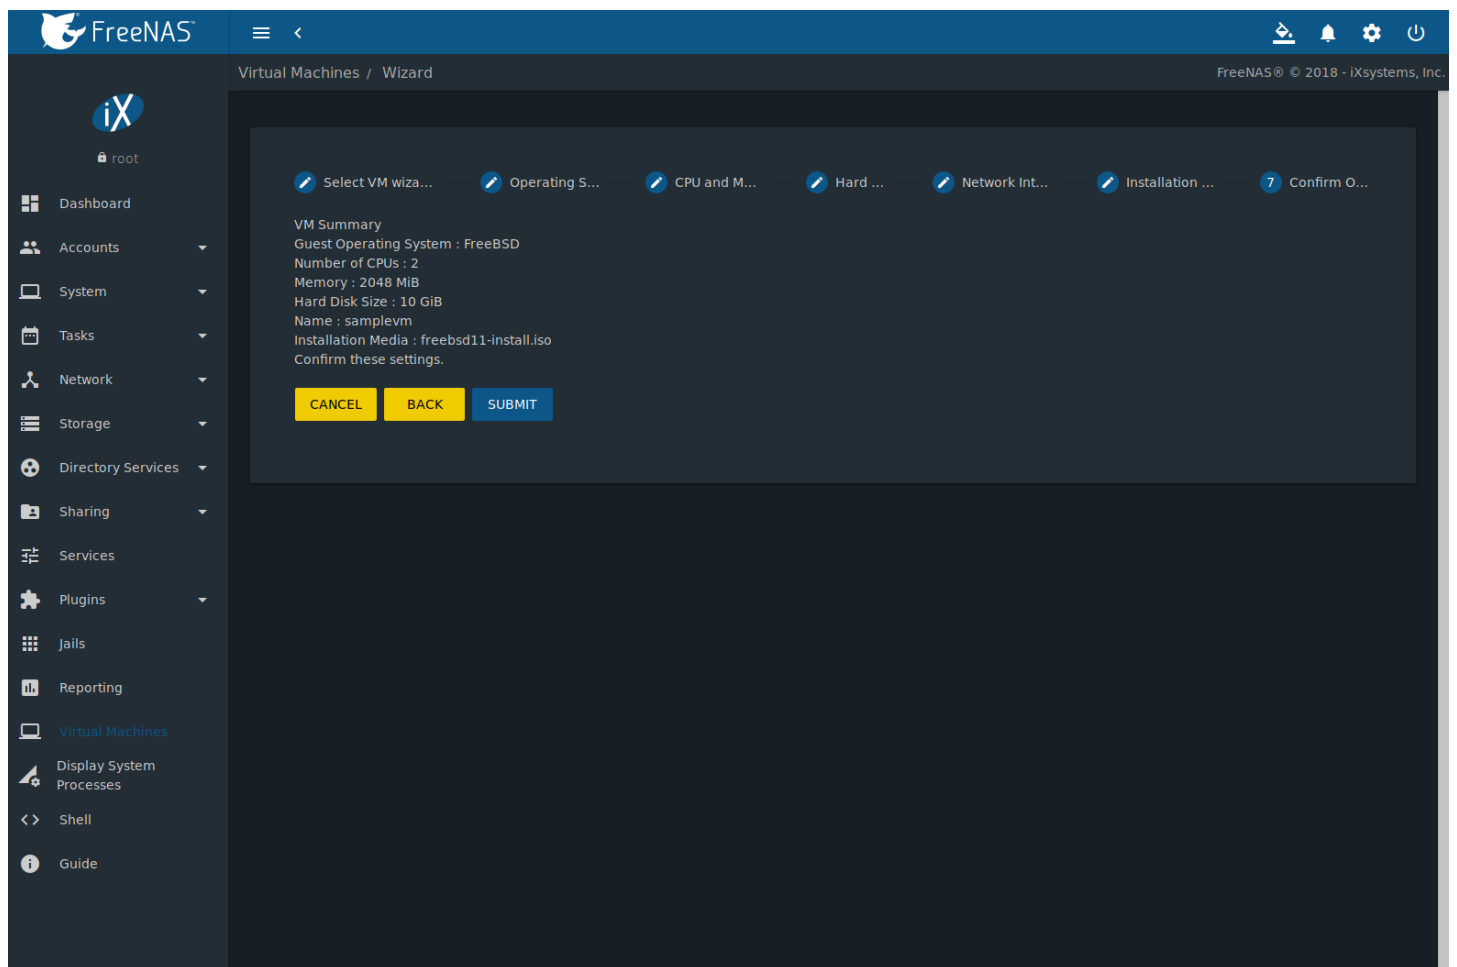 FreeNAS™
Virtual Machines / Wizard
FreeNAS® © 2018 - iXsystems, Inc.
iX
root
Dashboard
Accounts
System
Tasks
Network
Storage
Directory Services
Sharing
Services
Plugins
Jails
Reporting
Virtual Machines
Display System
Processes
Shell
Guide
Select VM wiza... Operating S... CPU and M... Hard ... Network Int... Installation ... 7 Confirm O...
VM Summary
Guest Operating System : FreeBSD
Number of CPUs : 2
Memory : 2048 MiB
Hard Disk Size : 10 GiB
Name : samplevm
Installation Media : freebsd11-install.iso
Confirm these settings.
CANCEL BACK SUBMIT